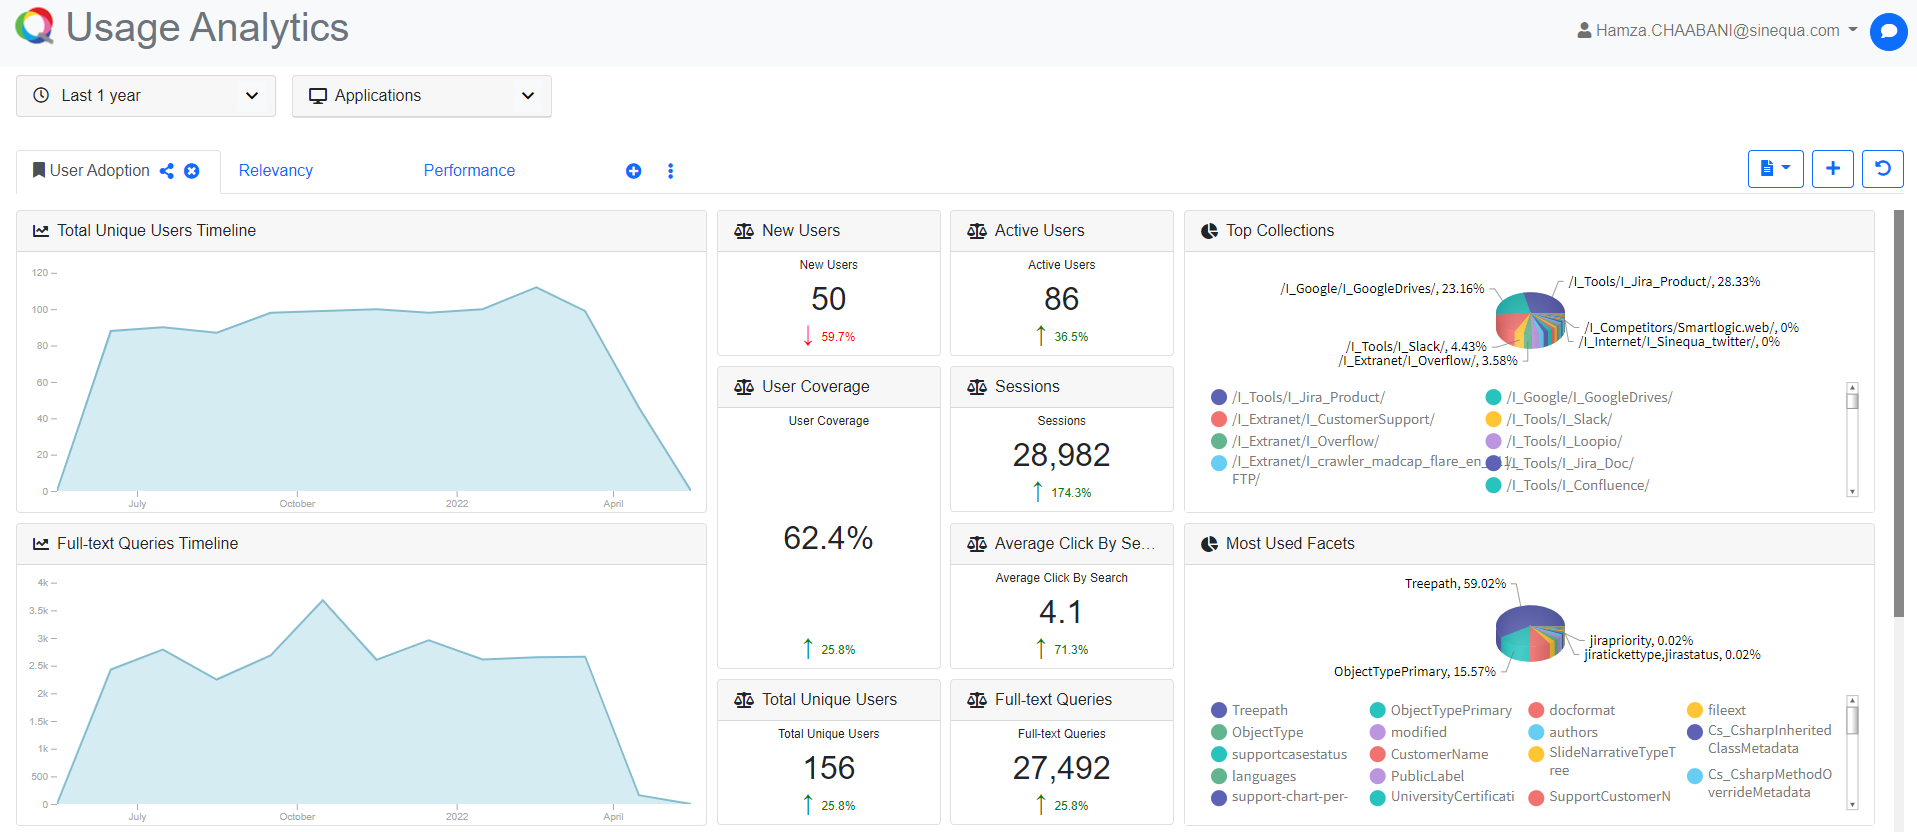 Usage Analytics
Hamza.CHAABANI@sinequa.com
Last 1 year
Applications
User Adoption
Relevancy
Performance
Total Unique Users Timeline
120
100
80
60
40
20
0
July
October
2022
April
New Users
New Users
50
59.7%
Active Users
Active Users
86
36.5%
Top Collections
/I_Google/I_GoogleDrives/, 23.16%
/I_Tools/I_Jira_Product/, 28.33%
/I_Competitors/Smartlogic.web/, 0%
/I_Internet/I_Sinequa_twitter/, 0%
/I_Tools/I_Slack/, 4.43%
/I_Extranet/I_Overflow/, 3.58%
/I_Tools/I_Jira_Product/
/I_Google/I_GoogleDrives/
/I_Extranet/I_CustomerSupport/
/I_Tools/I_Slack/
/I_Extranet/I_Overflow/
/I_Tools/I_Loopio/
/I_Extranet/I_crawler_madcap_flare_en_
FTP/
/I_Tools/I_Jira_Doc/
/I_Tools/I_Confluence/
User Coverage
User Coverage
62.4%
25.8%
Sessions
Sessions
28,982
174.3%
Full-text Queries Timeline
4k
3.5k
3k
2.5k
2k
1.5k
1k
500
0
July
October
2022
April
Average Click By Se...
Average Click By Search
4.1
71.3%
Most Used Facets
Treepath, 59.02%
jirapriority, 0.02%
jiratickettype,jirastatus, 0.02%
ObjectTypePrimary, 15.57%
Treepath
ObjectTypePrimary
docformat
fileext
ObjectType
modified
authors
Cs_CsharpInherited
ClassMetadata
supportcasestatus
CustomerName
SlideNarrativeTypeT
ree
languages
PublicLabel
Cs_CsharpMethodO
verrideMetadata
support-chart-per-
UniversityCertificati
SupportCustomerN
Total Unique Users
Total Unique Users
156
25.8%
Full-text Queries
Full-text Queries
27,492
25.8%